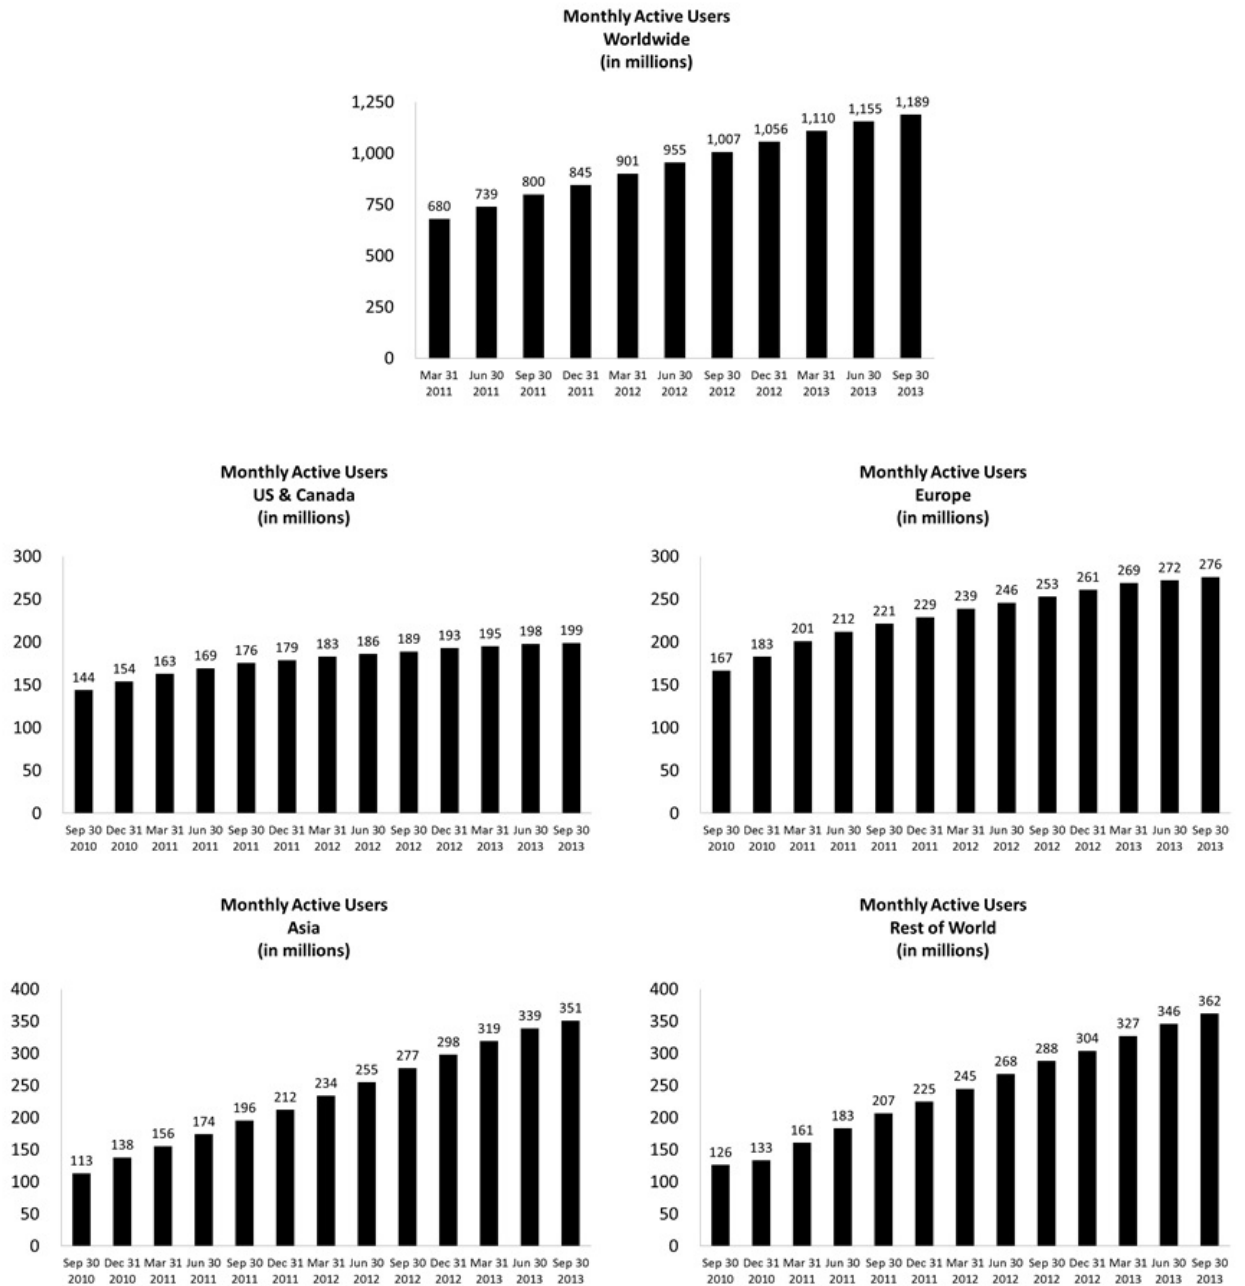 Monthly Active Users
Worldwide
(in millions)
1,250
1,000
750
500
250
0
680 739 800 845 901 955 1,007 1,056 1,110 1,155 1,189
Mar 31 Jun 30 Sep 30 Dec 31 Mar 31 Jun 30 Sep 30 Dec 31 Mar 31 Jun 30 Sep 30
2011 2011 2011 2011 2012 2012 2012 2012 2013 2013 2013
Monthly Active Users
US & Canada
(in millions)
300
250
200
150
100
50
0
144 154 163 169 176 179 183 186 189 193 195 198 199
Sep 30 Dec 31 Mar 31 Jun 30 Sep 30 Dec 31 Mar 31 Jun 30 Sep 30 Dec 31 Mar 31 Jun 30 Sep 30
2010 2010 2011 2011 2011 2011 2012 2012 2012 2012 2013 2013 2013
Monthly Active Users
Europe
(in millions)
300
250
200
150
100
50
0
167 183 201 212 221 229 239 246 253 261 269 272 276
Sep 30 Dec 31 Mar 31 Jun 30 Sep 30 Dec 31 Mar 31 Jun 30 Sep 30 Dec 31 Mar 31 Jun 30 Sep 30
2010 2010 2011 2011 2011 2011 2012 2012 2012 2012 2013 2013 2013
Monthly Active Users
Asia
(in millions)
400
350
300
250
200
150
100
50
0
113 138 156 174 196 212 234 255 277 298 319 339 351
Sep 30 Dec 31 Mar 31 Jun 30 Sep 30 Dec 31 Mar 31 Jun 30 Sep 30 Dec 31 Mar 31 Jun 30 Sep 30
2010 2010 2011 2011 2011 2011 2012 2012 2012 2012 2013 2013 2013
Monthly Active Users
Rest of World
(in millions)
400
350
300
250
200
150
100
50
0
126 133 161 183 207 225 245 268 288 304 327 346 362
Sep 30 Dec 31 Mar 31 Jun 30 Sep 30 Dec 31 Mar 31 Jun 30 Sep 30 Dec 31 Mar 31 Jun 30 Sep 30
2010 2010 2011 2011 2011 2011 2012 2012 2012 2012 2013 2013 2013